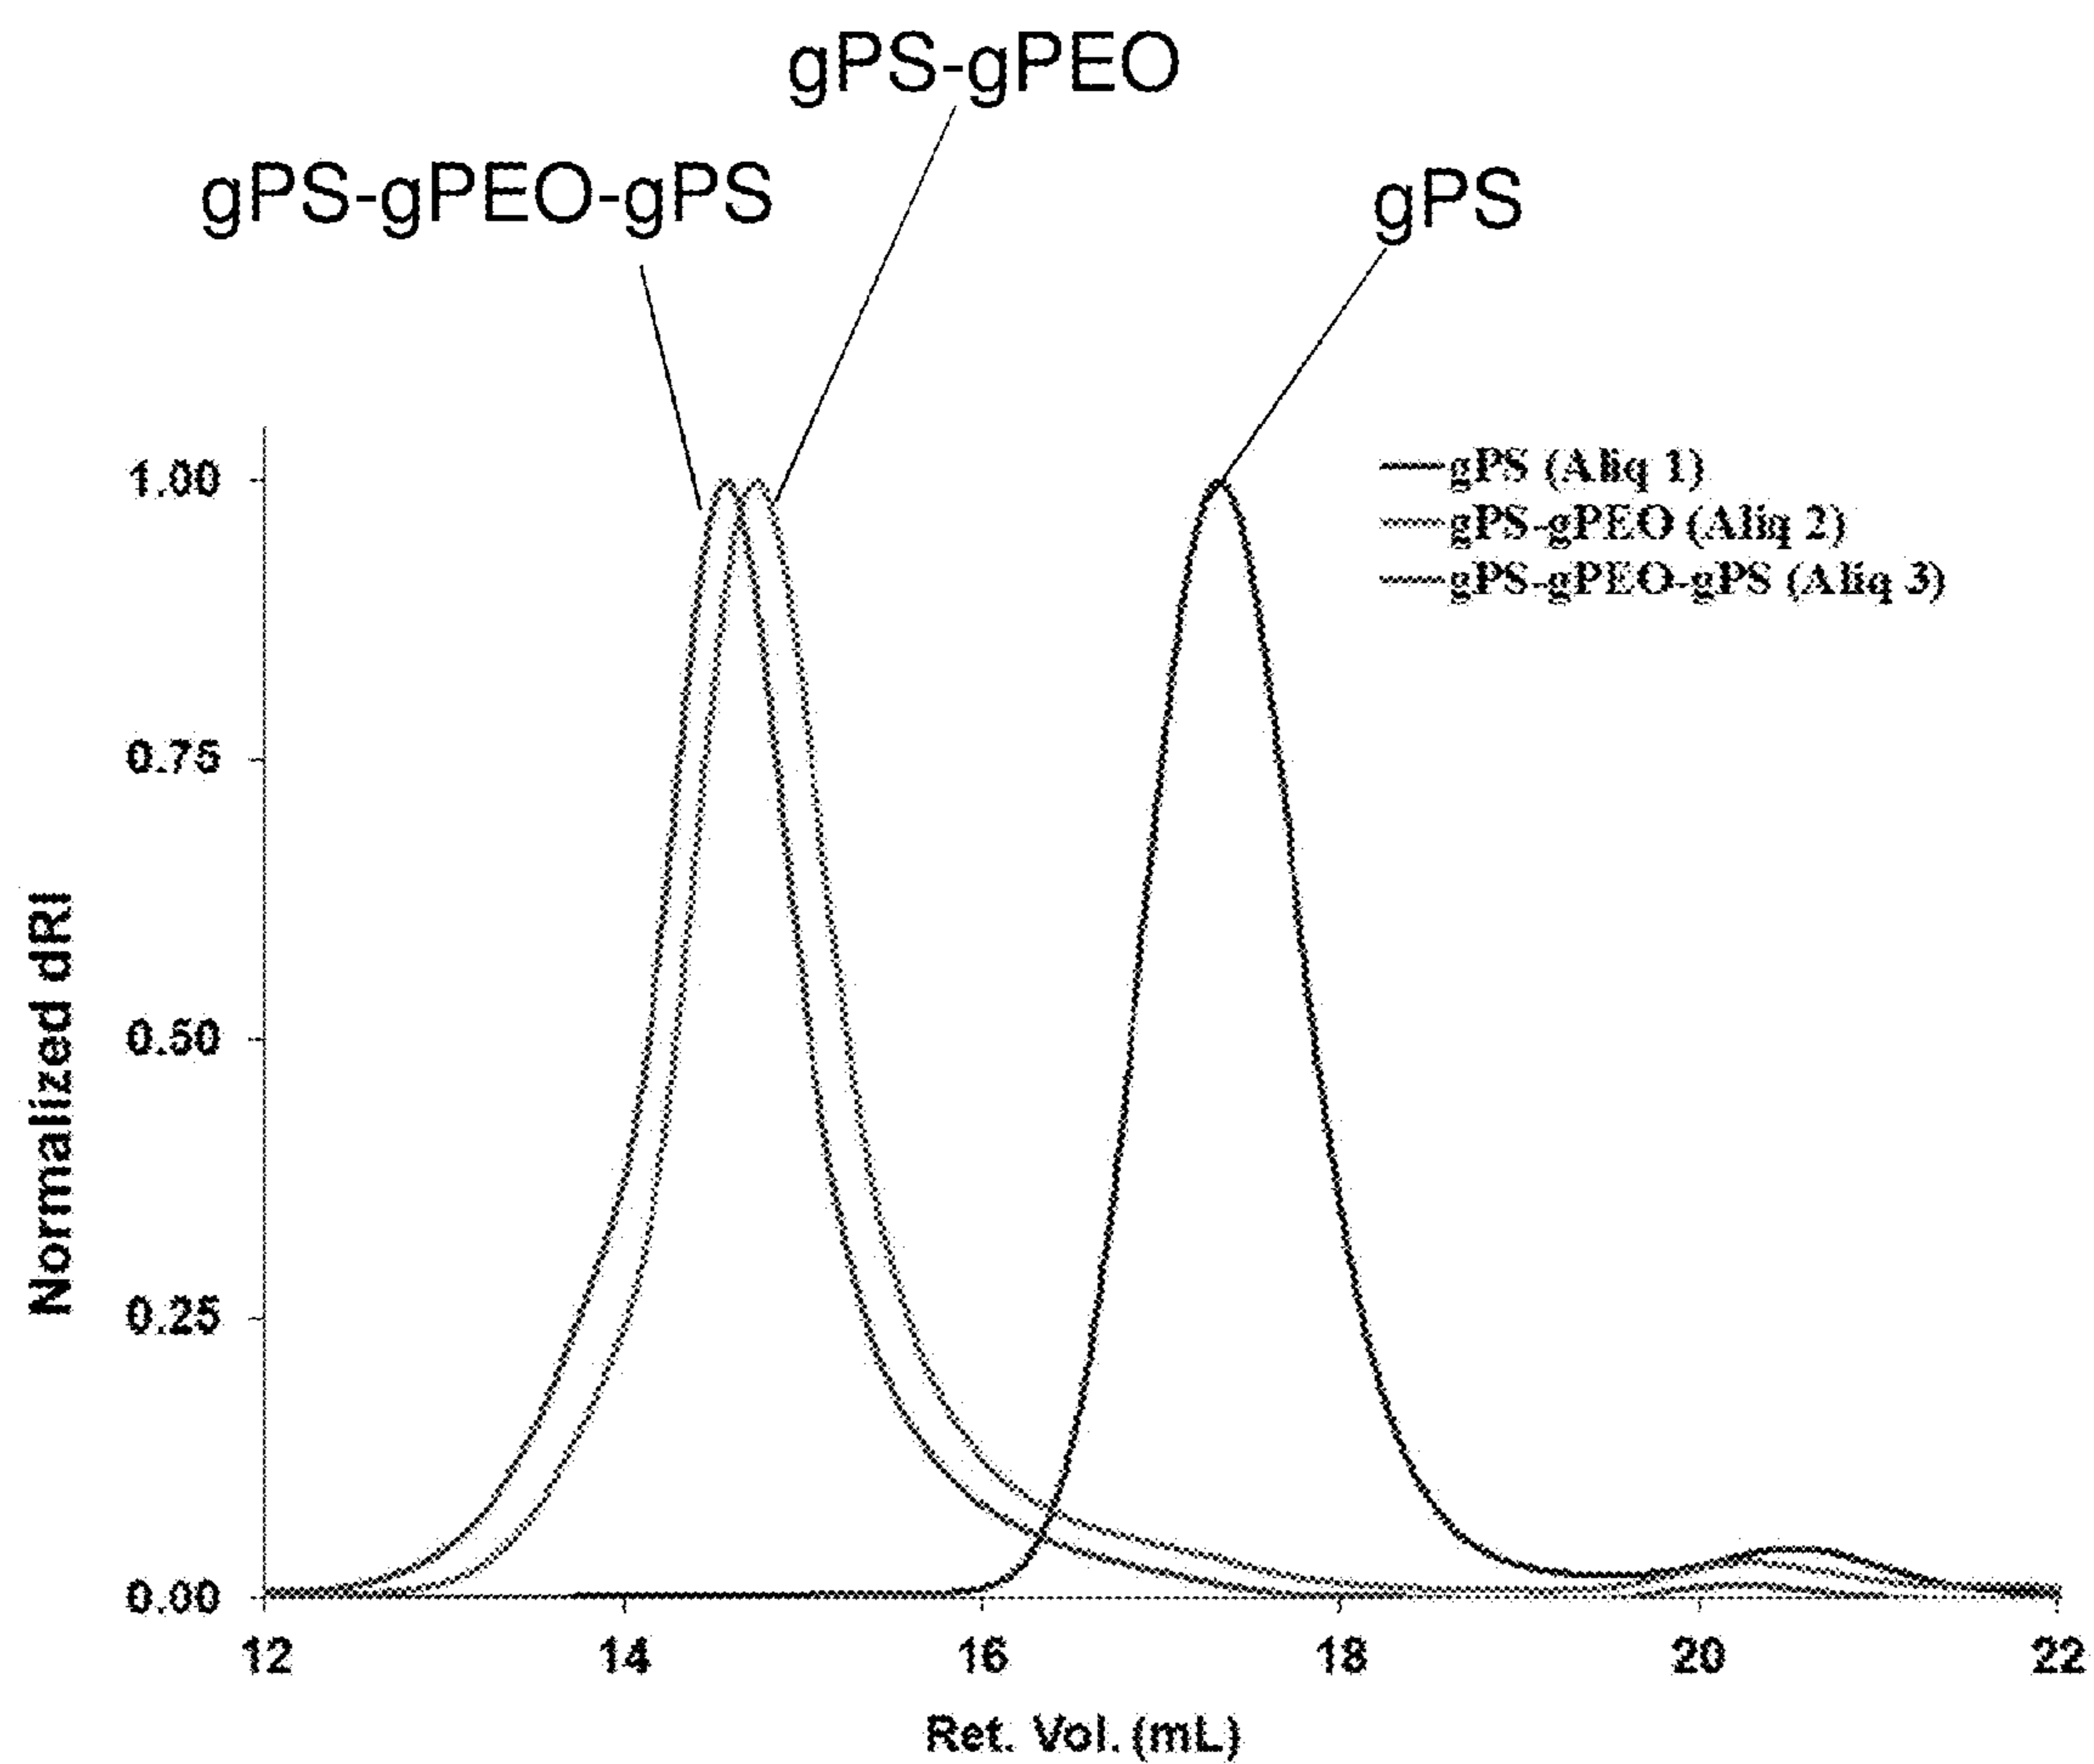 gPS-gPEO
gPS-gPEO-gPS
gPS
gPS (Aliq 1)
gPS-gPEO (Aliq 2)
gPS-gPEO-gPS (Aliq 3)
1.00
0.75
0.50
0.25
0.00
Normalized dRI
12 14 16 18 20 22
Ret. Vol. (mL)